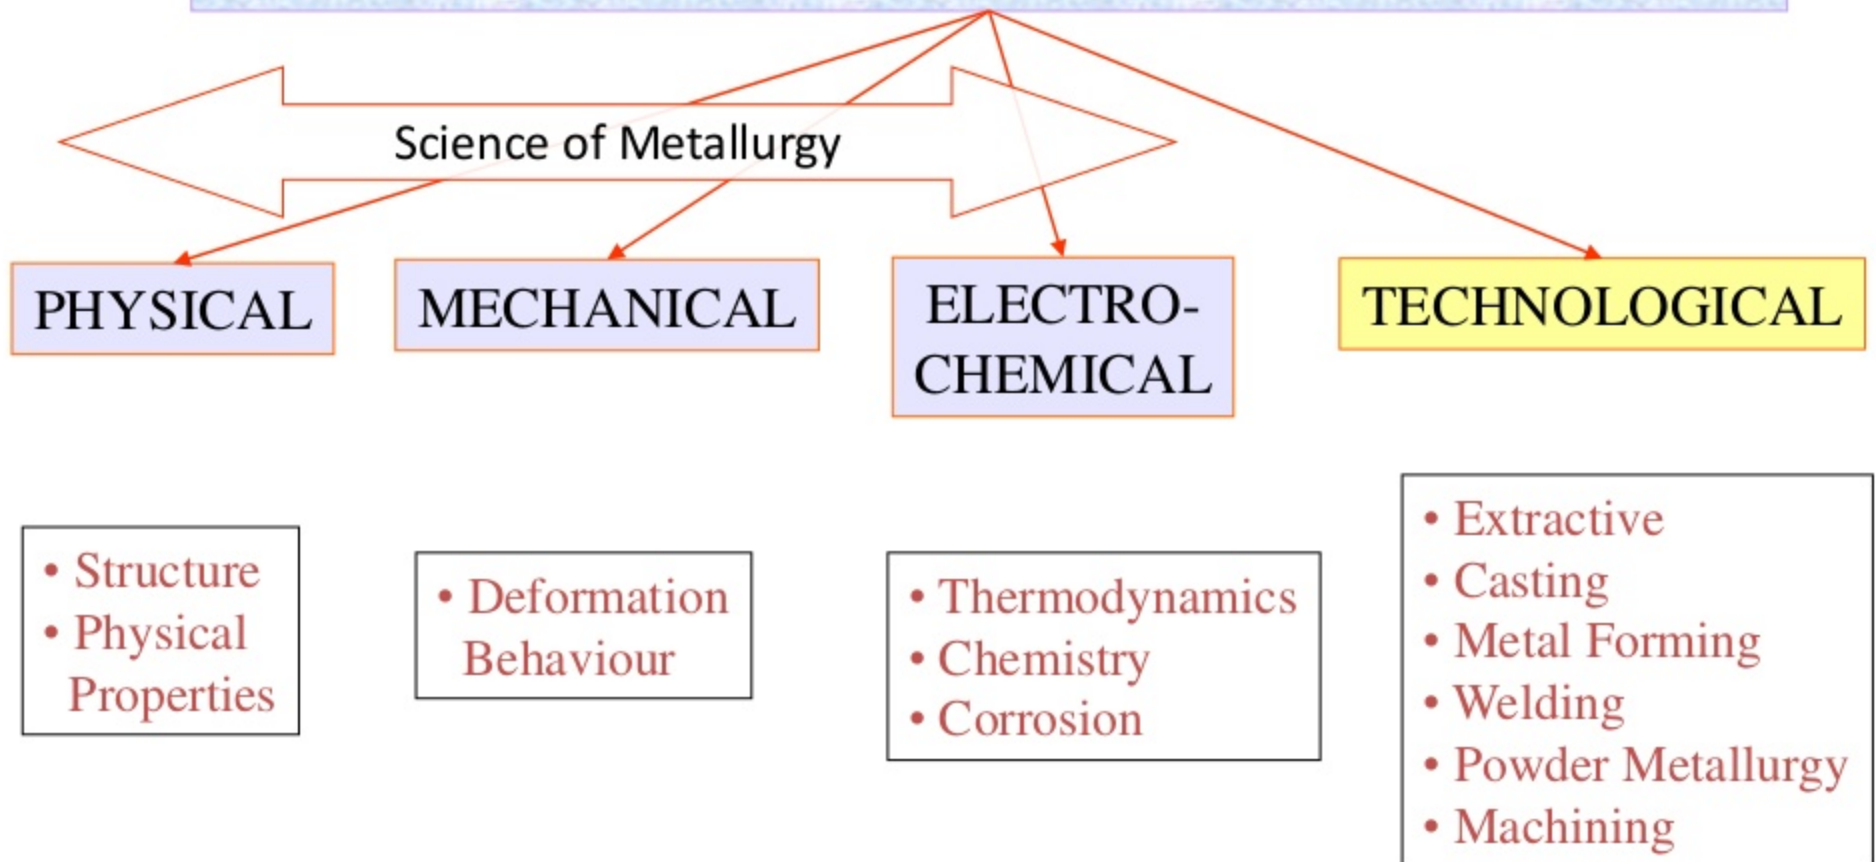 Science of Metallurgy
PHYSICAL
MECHANICAL
ELECTRO-
CHEMICAL
TECHNOLOGICAL
• Structure
• Physical
Properties
• Deformation
Behaviour
• Thermodynamics
• Chemistry
• Corrosion
• Extractive
• Casting
• Metal Forming
• Welding
• Powder Metallurgy
• Machining